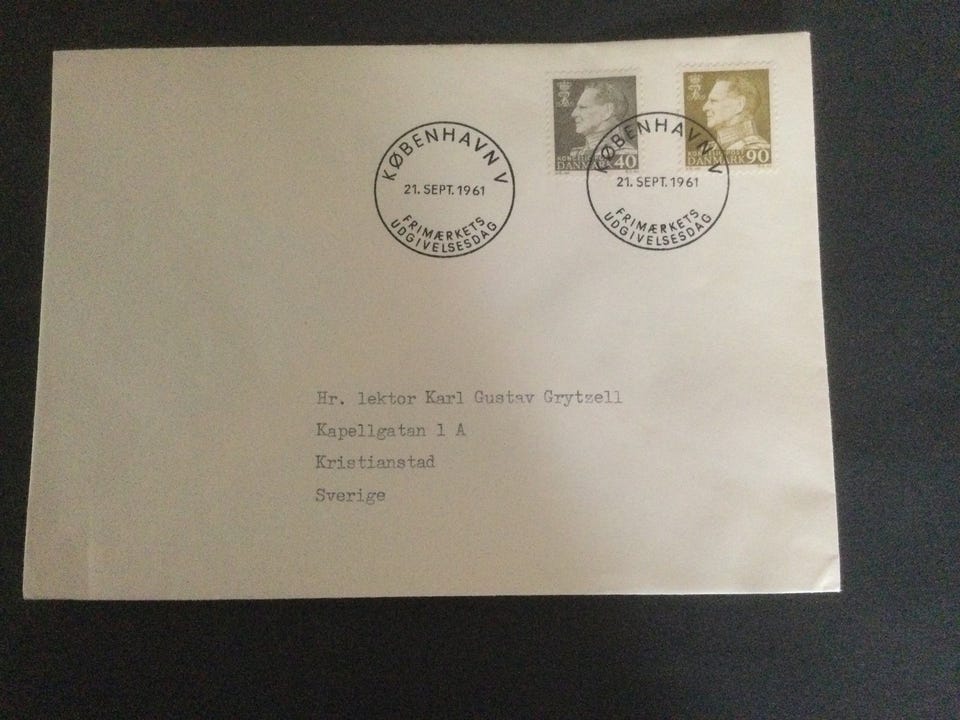 KØBENHAVN V
21. SEPT. 1961
FRIMÆRKETS
UDGIVELSESDAG
DANMARK 40
KØBENHAVN V
21. SEPT. 1961
FRIMÆRKETS
UDGIVELSESDAG
DANMARK 90
Hr. lektor Karl Gustav Grytzell
Kapellgatan 1 A
Kristianstad
Sverige